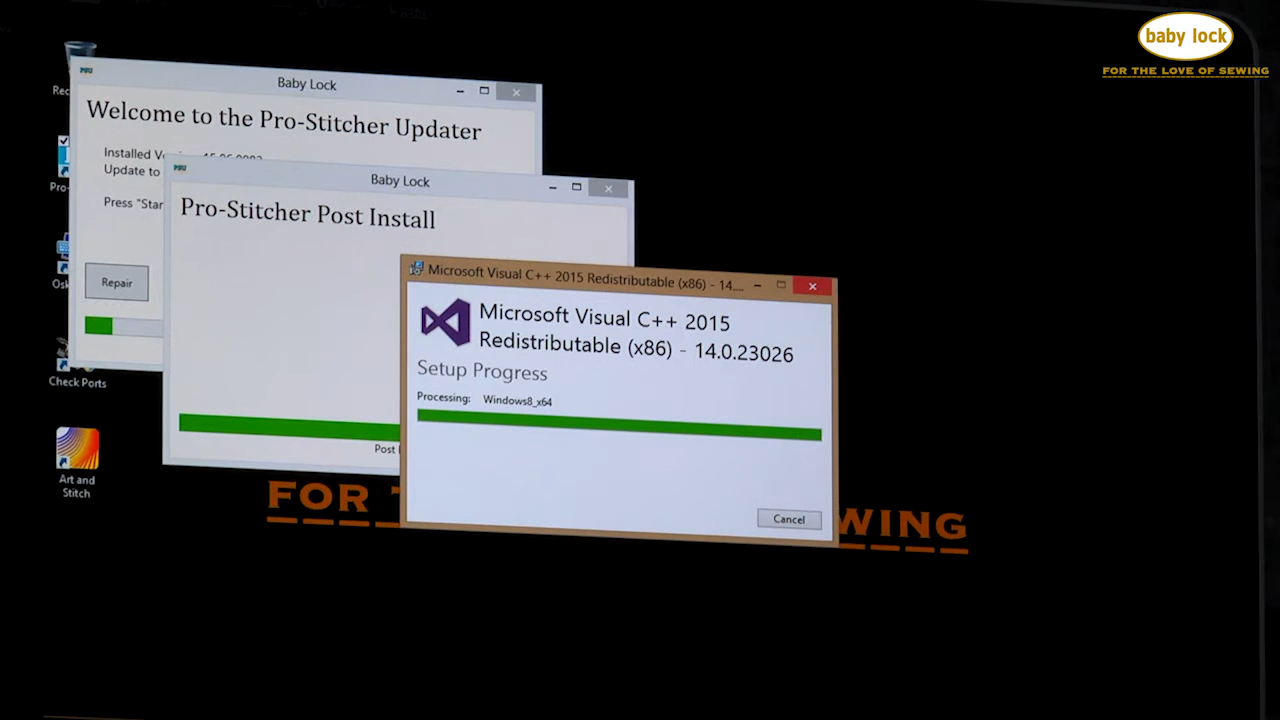 baby lock
FOR THE LOVE OF SEWING
Baby Lock
Welcome to the Pro-Stitcher Updater
Installed
Update to
Press
Repair
Baby Lock
Pro-Stitcher Post Install
Post
Microsoft Visual C++ 2015 Redistributable (x86) - 14....
Microsoft Visual C++ 2015
Redistributable (x86) - 14.0.23026
Setup Progress
Processing: Windows8_x64
Cancel
Check Ports
Art and
Stitch
FOR
WING